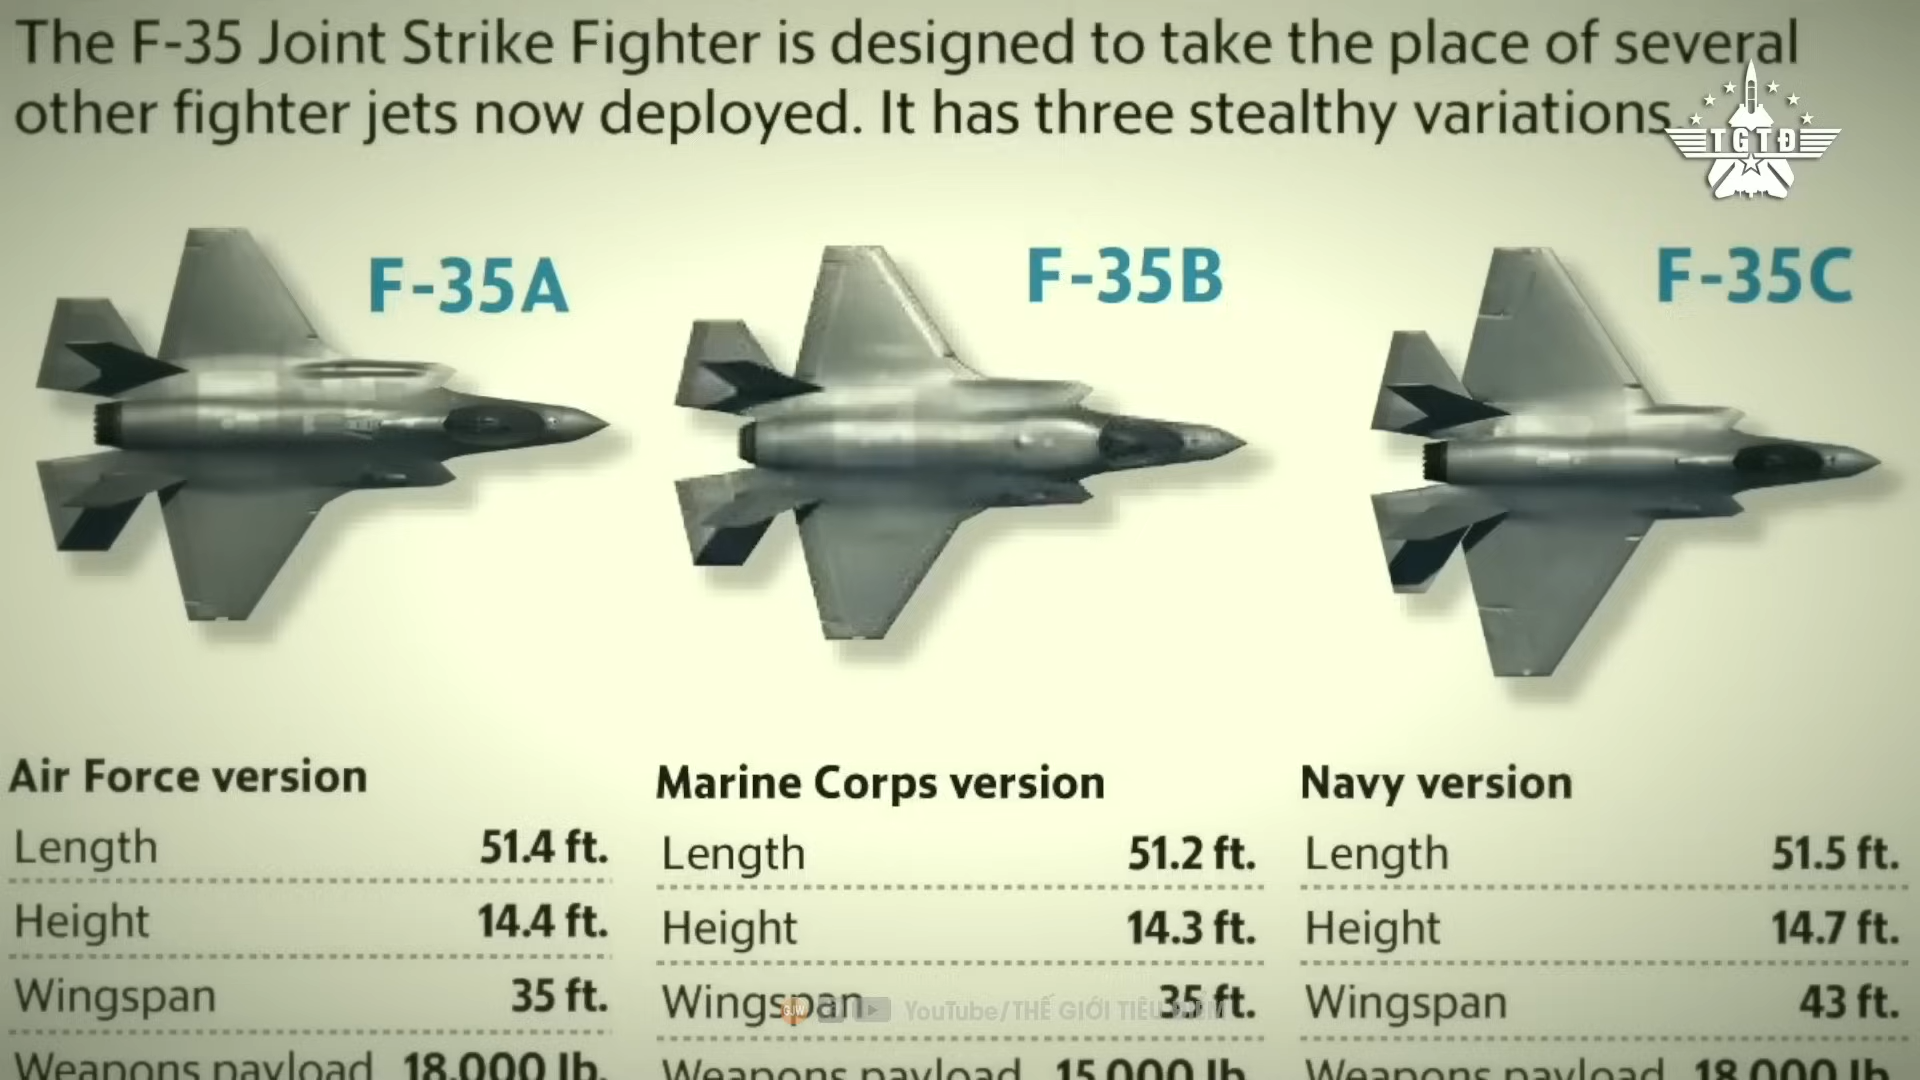 The F-35 Joint Strike Fighter is designed to take the place of several
other fighter jets now deployed. It has three stealthy variations.
TGTĐ
F-35A
F-35B
F-35C
Air Force version
Length 51.4 ft.
Height 14.4 ft.
Wingspan 35 ft.
Weapons payload 18,000 lb.
Marine Corps version
Length 51.2 ft.
Height 14.3 ft.
Wingspan 35 ft.
Weapons payload 15,000 lb.
Navy version
Length 51.5 ft.
Height 14.7 ft.
Wingspan 43 ft.
Weapons payload 18,000 lb.
GJW YouTube/THẾ GIỚI TIÊU ĐIỂM